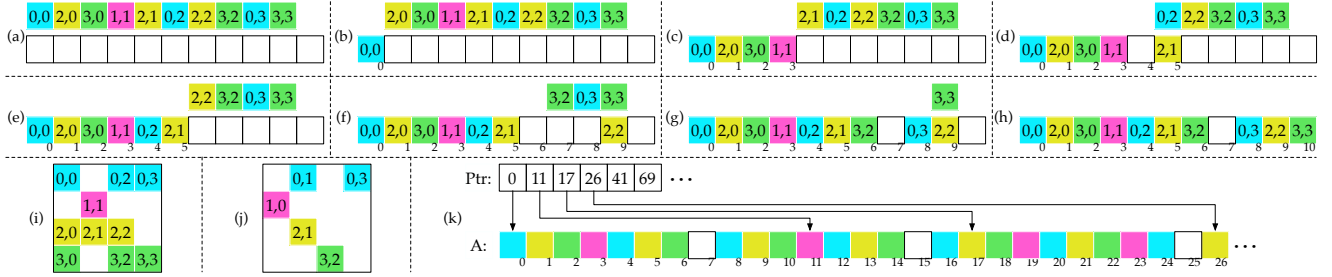 0,0 2,0 3,0 1,1 2,1 0,2 2,2 3,2 0,3 3,3
(a)
2,0 3,0 1,1 2,1 0,2 2,2 3,2 0,3 3,3
(b)
0,0
0
2,1 0,2 2,2 3,2 0,3 3,3
(c)
0,0 2,0 3,0 1,1
0 1 2 3
0,2 2,2 3,2 0,3 3,3
(d)
0,0 2,0 3,0 1,1 2,1
0 1 2 3 4 5
2,2 3,2 0,3 3,3
(e)
0,0 2,0 3,0 1,1 0,2 2,1
0 1 2 3 4 5
3,2 0,3 3,3
(f)
0,0 2,0 3,0 1,1 0,2 2,1 2,2
0 1 2 3 4 5 6 7 8 9
3,3
(g)
0,0 2,0 3,0 1,1 0,2 2,1 3,2 0,3 2,2
0 1 2 3 4 5 6 7 8 9
(h)
0,0 2,0 3,0 1,1 0,2 2,1 3,2 0,3 2,2 3,3
0 1 2 3 4 5 6 7 8 9 10
(i)
0,0 0,2 0,3
1,1
2,0 2,1 2,2
3,0 3,2 3,3
(j)
0,1 0,3
1,0
2,1
3,2
(k)
Ptr: 0 11 17 26 41 69 ···
A: ···
0 1 2 3 4 5 6 7 8 9 10 11 12 13 14 15 16 17 18 19 20 21 22 23 24 25 26